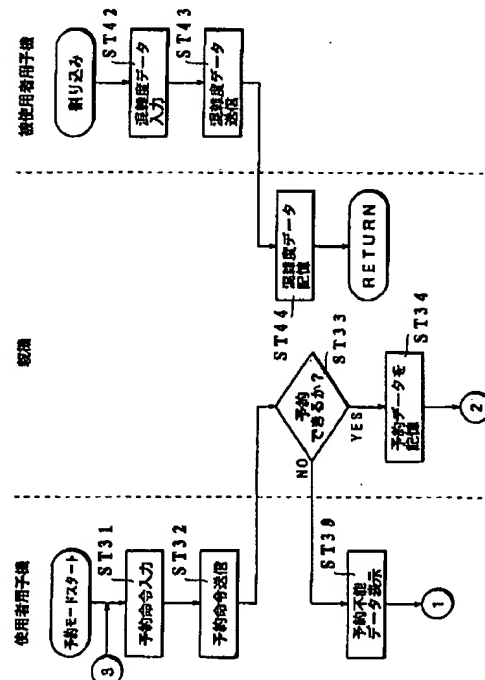 使用者用子機
予約モードスタート
3
ST31
予約命令入力
ST32
予約命令送信
ST39
予約不能
データ表示
1
親機
ST33
予約
できるか?
NO
YES
ST34
予約データを
記憶
2
ST44
混雑度データ
記憶
RETURN
被使用者用子機
割り込み
ST42
混雑度データ
入力
ST43
混雑度データ
送信